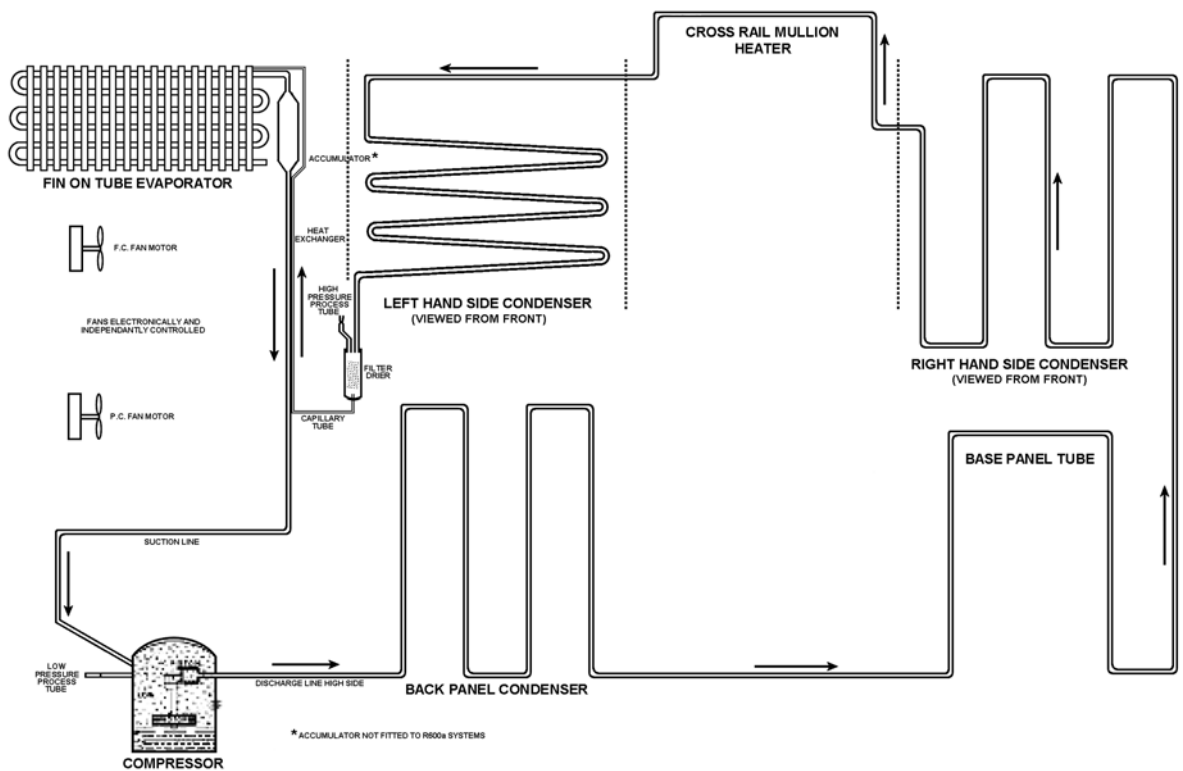 CROSS RAIL MULLION
HEATER
ACCUMULATOR *
FIN ON TUBE EVAPORATOR
F.C. FAN MOTOR
HEAT
EXCHANGER
HIGH
PRESSURE
PROCESS
TUBE
LEFT HAND SIDE CONDENSER
(VIEWED FROM FRONT)
FANS ELECTRONICALLY AND
INDEPENDANTLY CONTROLLED
FILTER
DRIER
RIGHT HAND SIDE CONDENSER
(VIEWED FROM FRONT)
P.C. FAN MOTOR
CAPILLARY
TUBE
BASE PANEL TUBE
SUCTION LINE
LOW
PRESSURE
PROCESS
TUBE
DISCHARGE LINE HIGH SIDE
BACK PANEL CONDENSER
* ACCUMULATOR NOT FITTED TO R600a SYSTEMS
COMPRESSOR